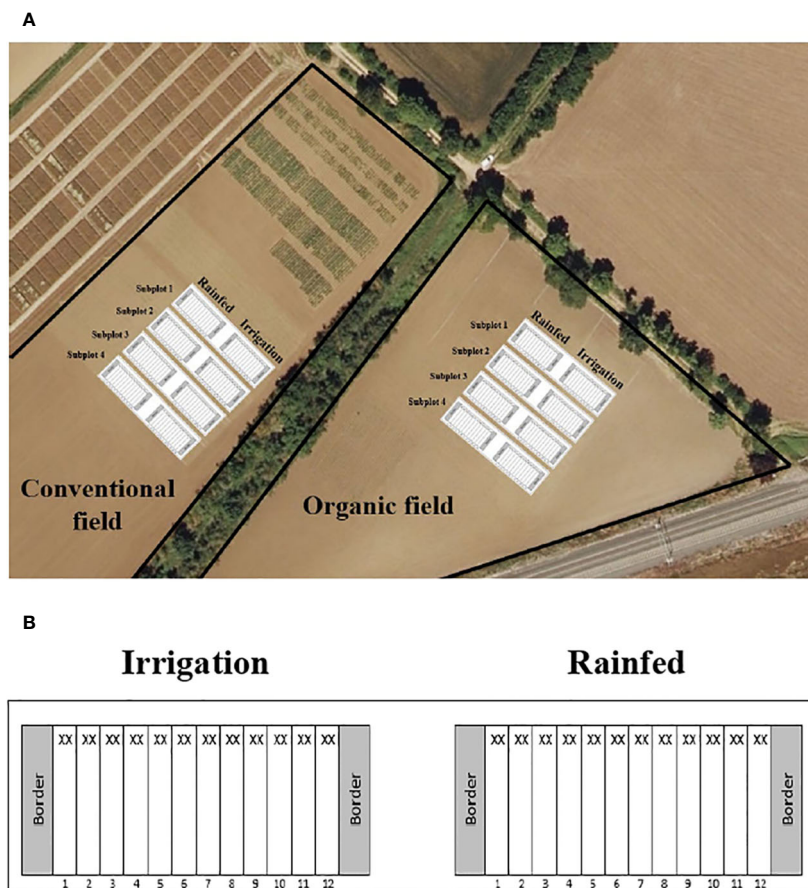 A
Subplot 1
Rainfed
Subplot 2
Irrigation
Subplot 3
Subplot 4
Subplot 1
Rainfed
Subplot 2
Irrigation
Subplot 3
Subplot 4
Conventional
field
Organic field
B
Irrigation Rainfed
Border XX XX XX XX XX XX XX XX XX XX XX XX Border Border XX XX XX XX XX XX XX XX XX XX XX XX Border
1 2 3 4 5 6 7 8 9 10 11 12 1 2 3 4 5 6 7 8 9 10 11 12